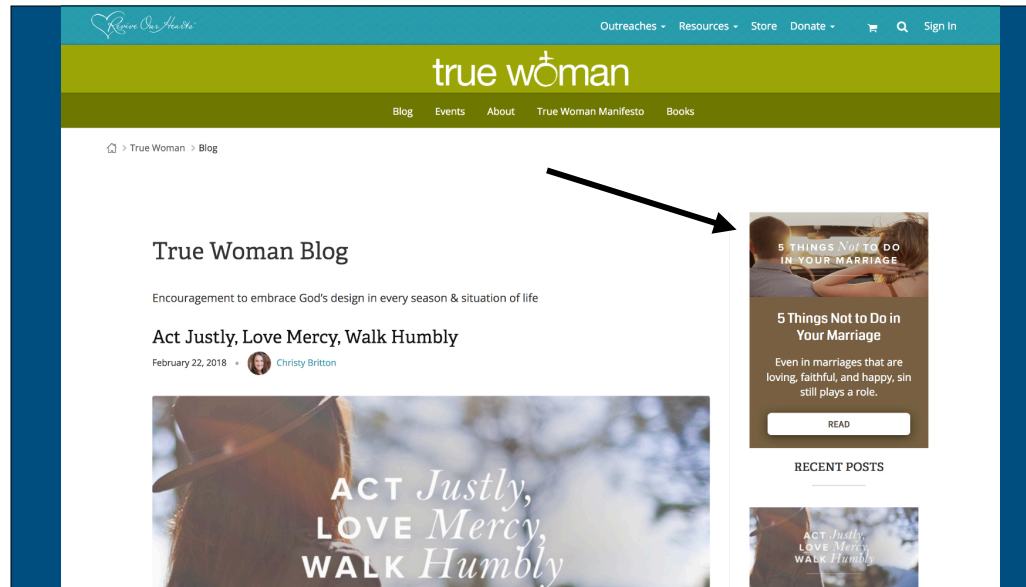 Revive Our Hearts
Outreaches Resources Store Donate Sign In
true woman
Blog Events About True Woman Manifesto Books
> True Woman > Blog
True Woman Blog
Encouragement to embrace God's design in every season & situation of life
Act Justly, Love Mercy, Walk Humbly
February 22, 2018 • Christy Britton
ACT Justly,
LOVE Mercy,
WALK Humbly
5 THINGS Not TO DO
IN YOUR MARRIAGE
5 Things Not to Do in
Your Marriage
Even in marriages that are
loving, faithful, and happy, sin
still plays a role.
READ
RECENT POSTS
ACT Justly,
LOVE Mercy,
WALK Humbly